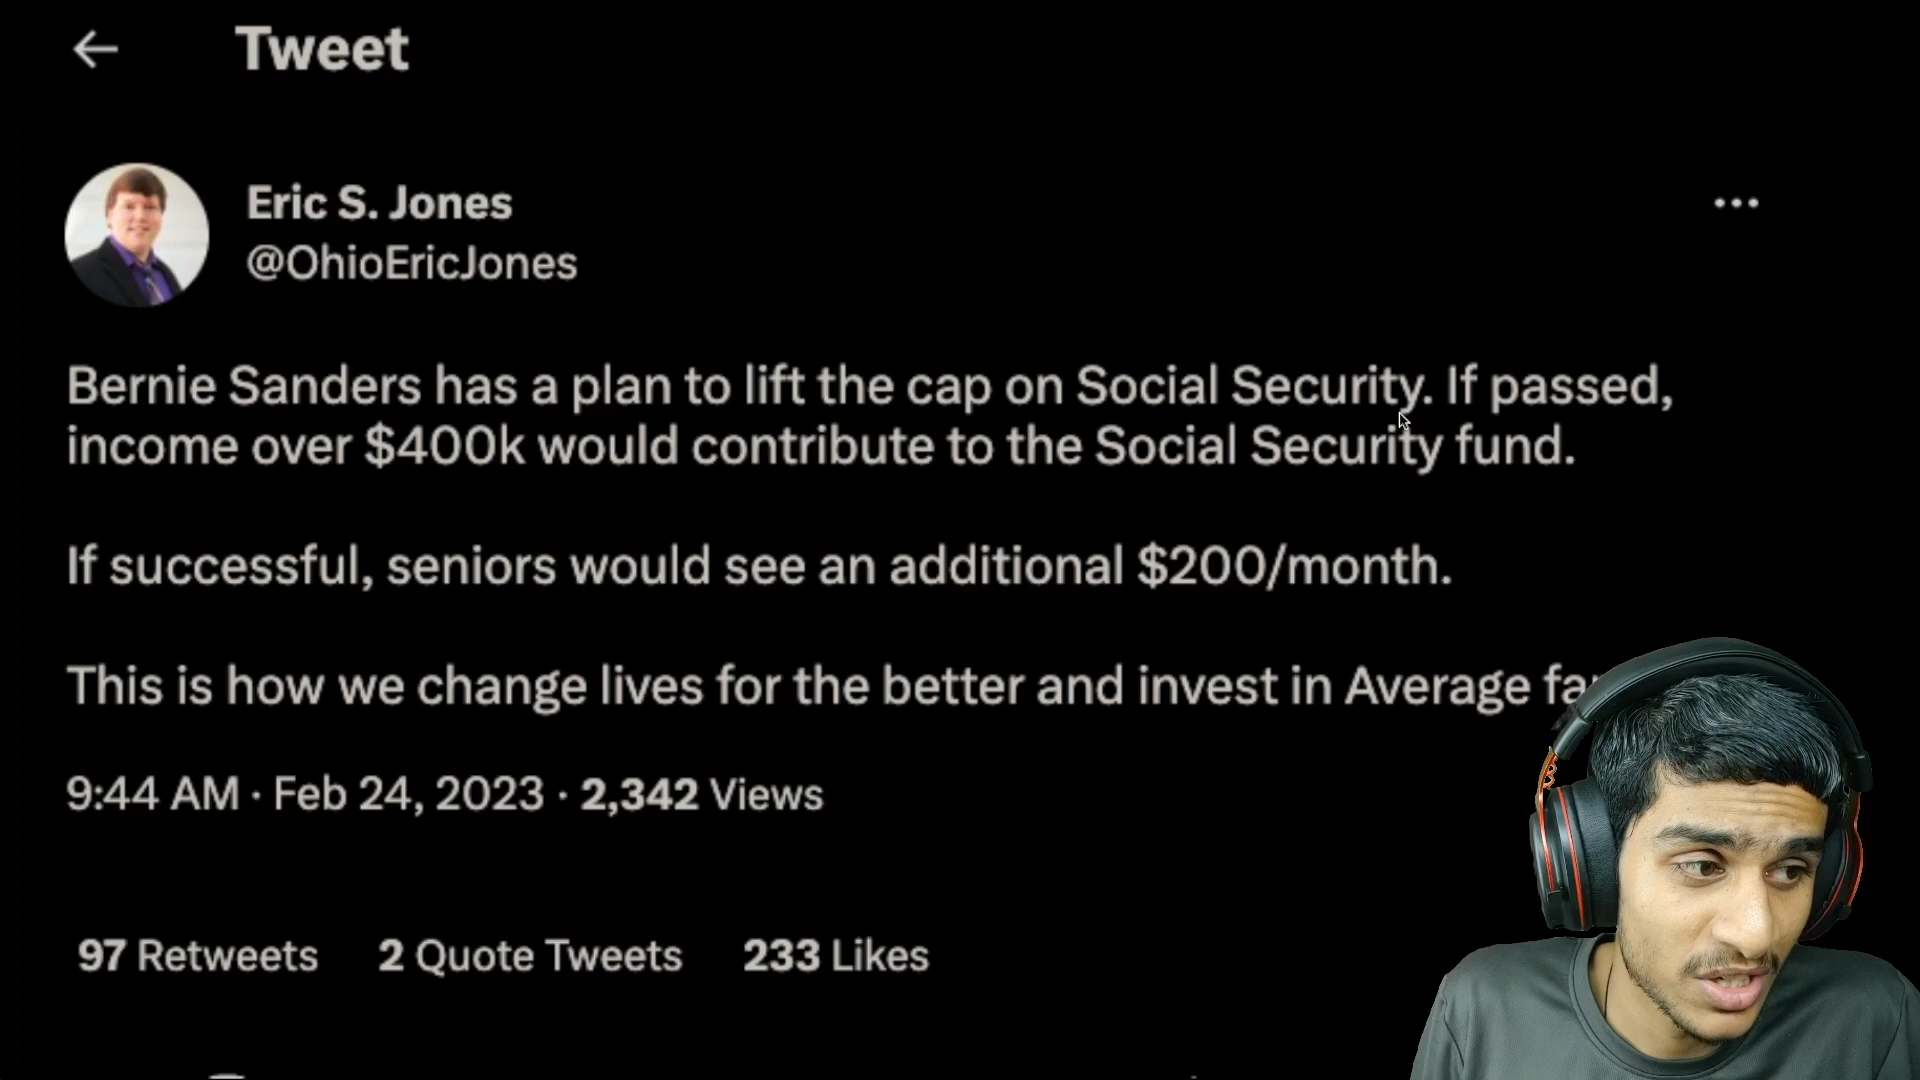 Tweet
Eric S. Jones
@OhioEricJones
Bernie Sanders has a plan to lift the cap on Social Security. If passed,
income over $400k would contribute to the Social Security fund.
If successful, seniors would see an additional $200/month.
This is how we change lives for the better and invest in Average
9:44 AM · Feb 24, 2023 · 2,342 Views
97 Retweets 2 Quote Tweets 233 Likes